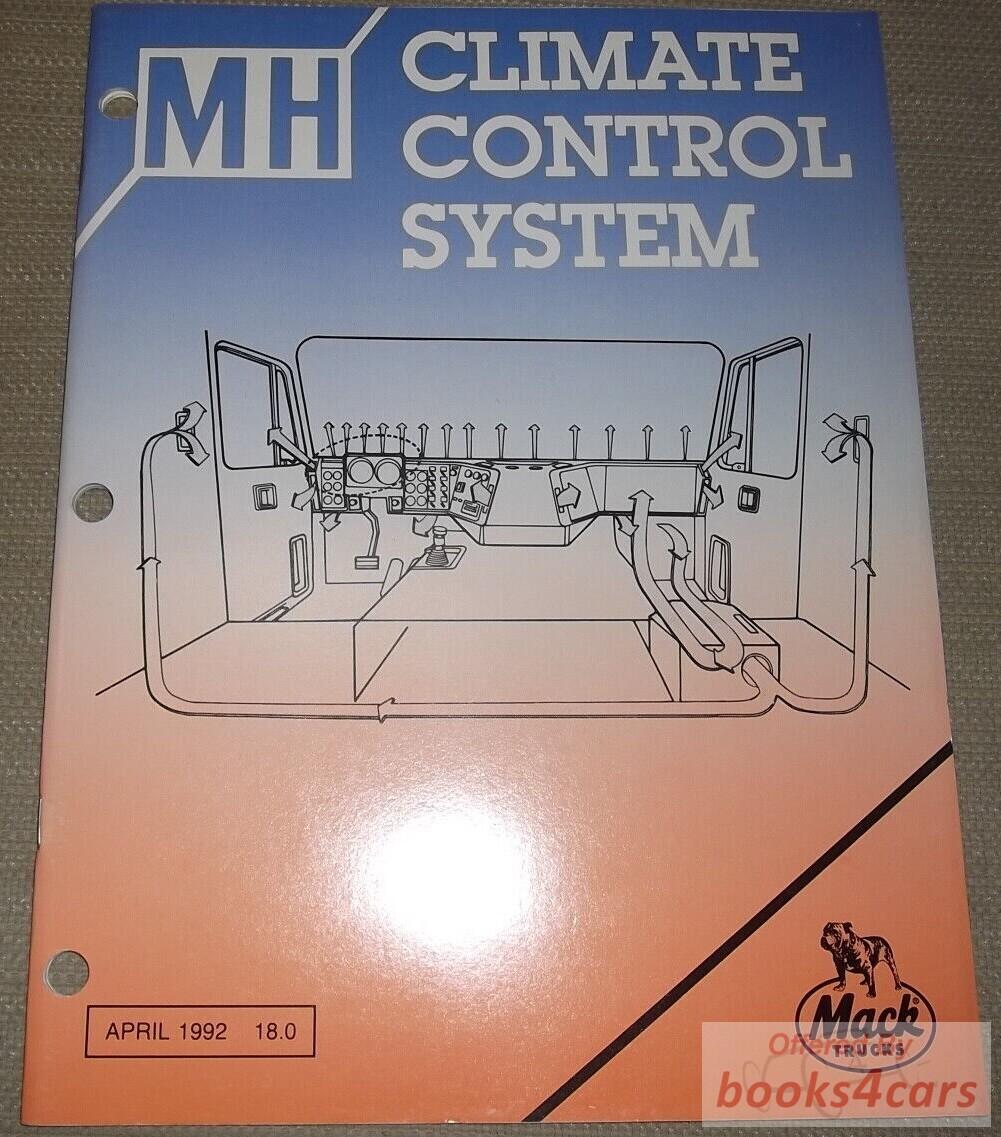 MH
CLIMATE
CONTROL
SYSTEM
APRIL 1992 18.0
Mack®
TRUCKS
Offered By
books4cars